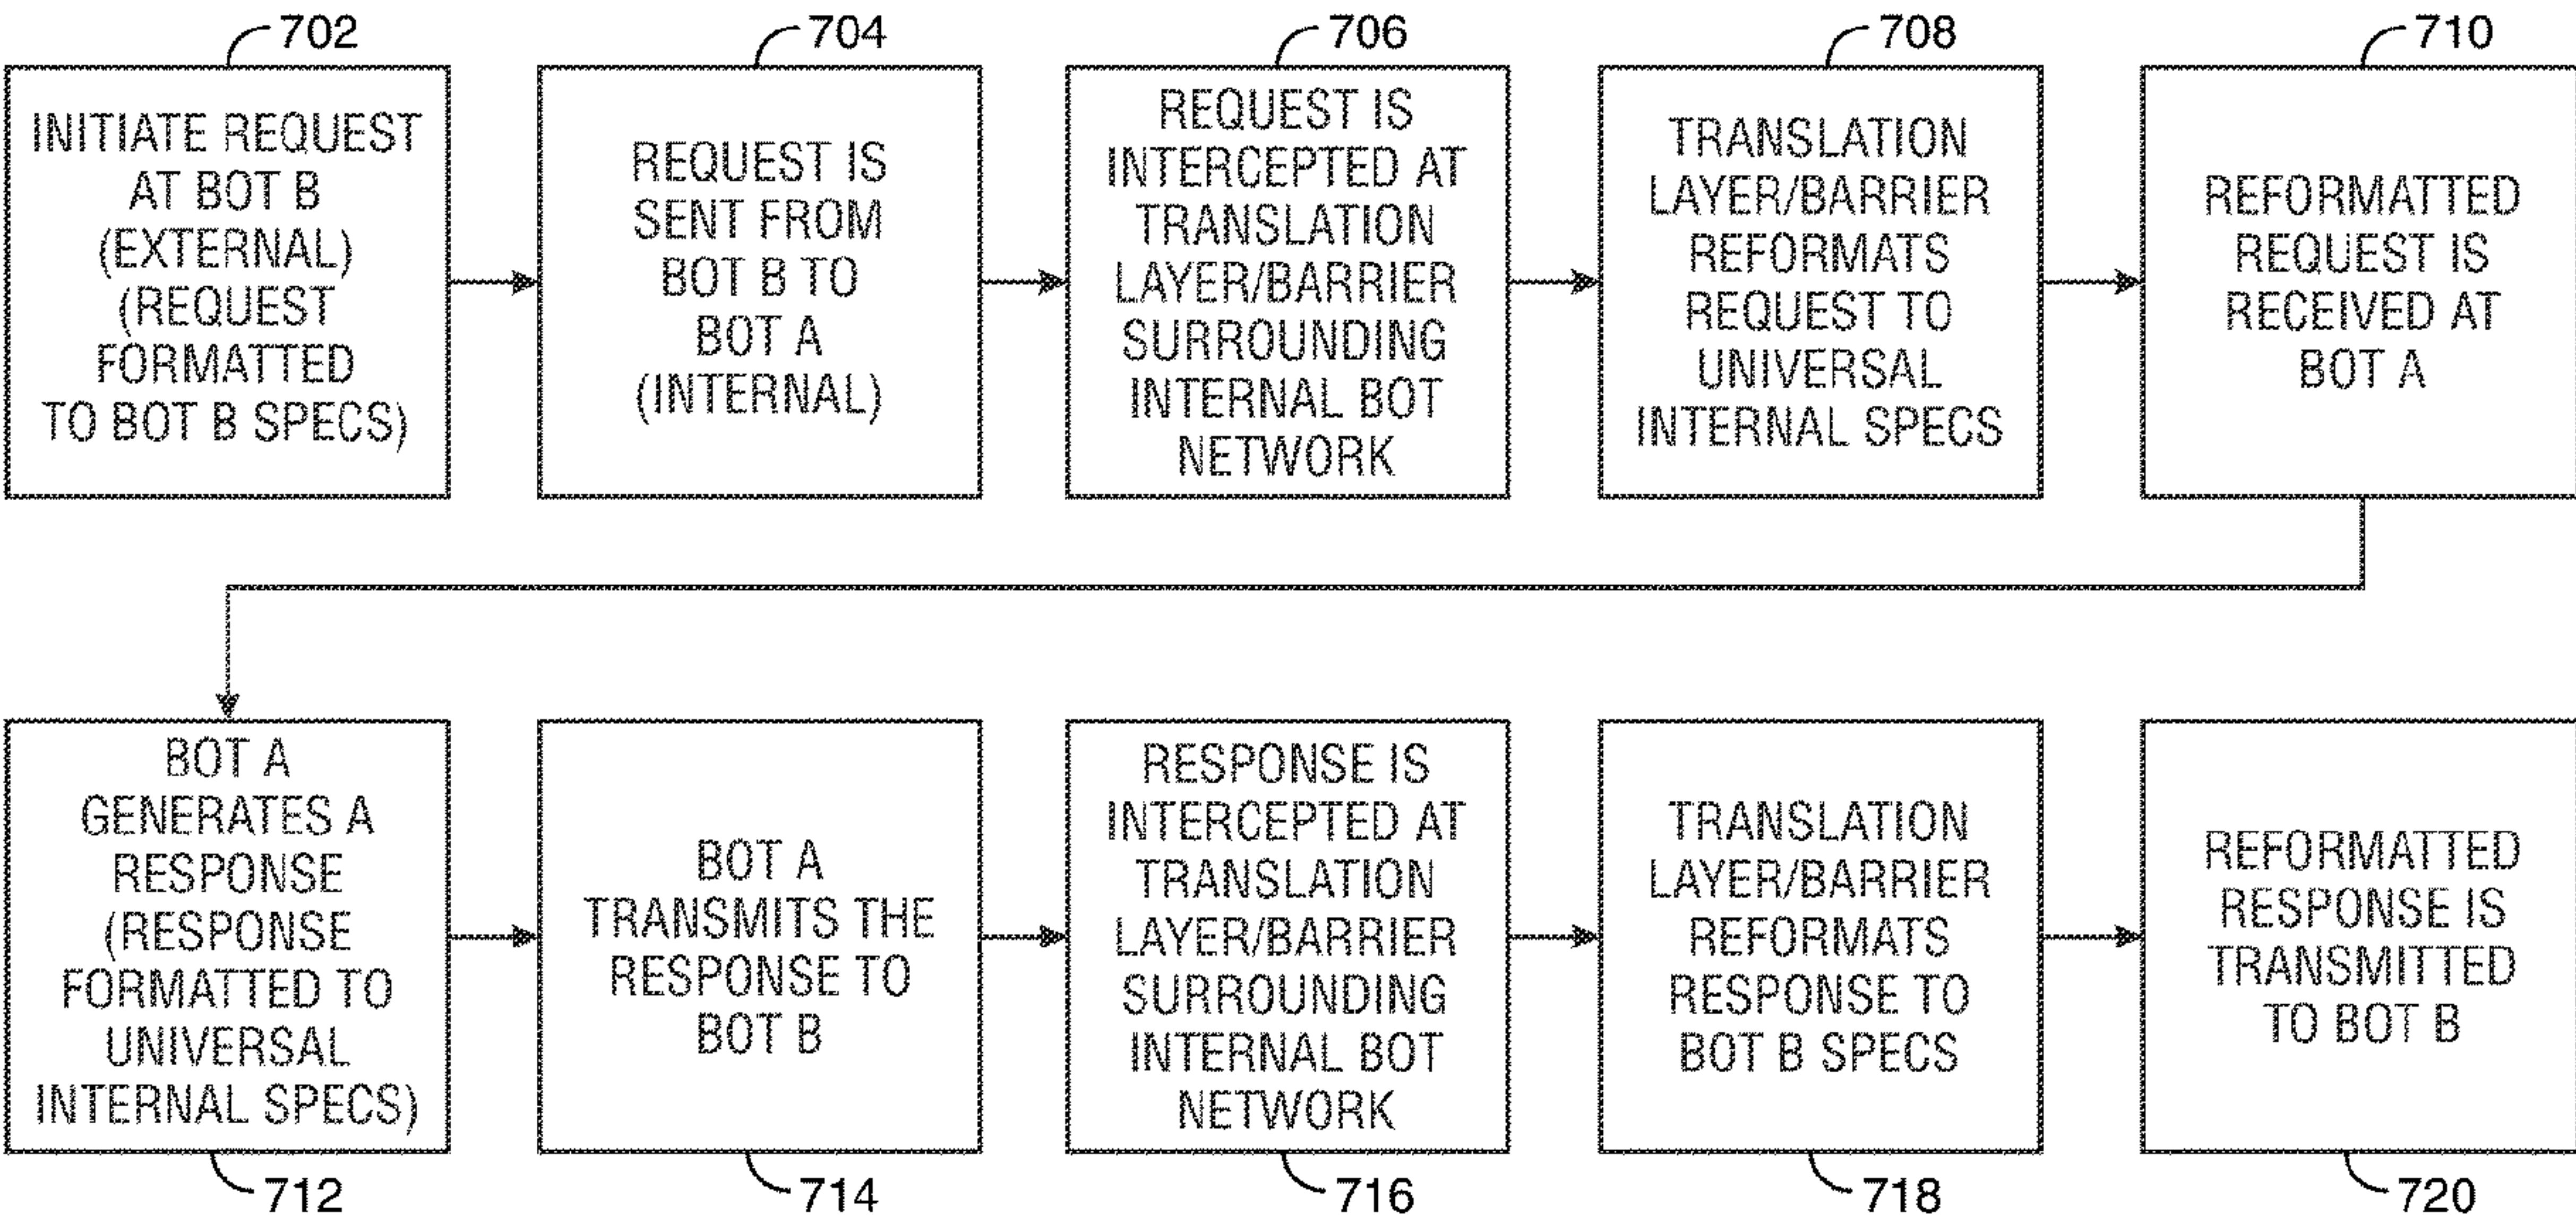 702
INITIATE REQUEST
AT BOT B
(EXTERNAL)
(REQUEST
FORMATTED
TO BOT B SPECS)
704
REQUEST IS
SENT FROM
BOT B TO
BOT A
(INTERNAL)
706
REQUEST IS
INTERCEPTED AT
TRANSLATION
LAYER/BARRIER
SURROUNDING
INTERNAL BOT
NETWORK
708
TRANSLATION
LAYER/BARRIER
REFORMATS
REQUEST TO
UNIVERSAL
INTERNAL SPECS
710
REFORMATTED
REQUEST IS
RECEIVED AT
BOT A
BOT A
GENERATES A
RESPONSE
(RESPONSE
FORMATTED TO
UNIVERSAL
INTERNAL SPECS)
712
BOT A
TRANSMITS THE
RESPONSE TO
BOT B
714
RESPONSE IS
INTERCEPTED AT
TRANSLATION
LAYER/BARRIER
SURROUNDING
INTERNAL BOT
NETWORK
716
TRANSLATION
LAYER/BARRIER
REFORMATS
RESPONSE TO
BOT B SPECS
718
REFORMATTED
RESPONSE IS
TRANSMITTED
TO BOT B
720